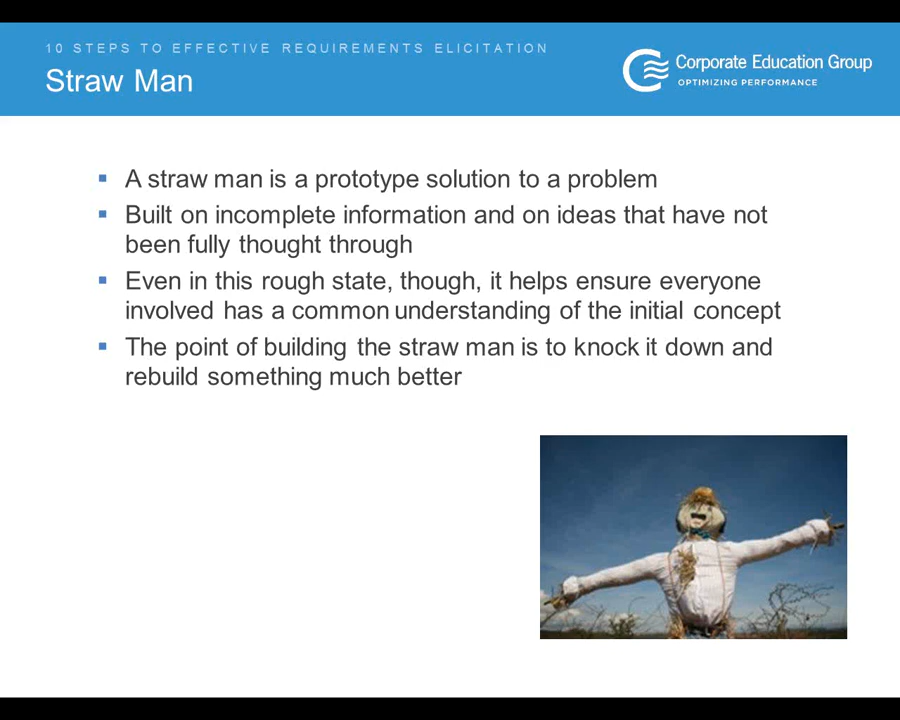 10 STEPS TO EFFECTIVE REQUIREMENTS ELICITATION
Straw Man
Corporate Education Group
OPTIMIZING PERFORMANCE
A straw man is a prototype solution to a problem
Built on incomplete information and on ideas that have not
been fully thought through
Even in this rough state, though, it helps ensure everyone
involved has a common understanding of the initial concept
The point of building the straw man is to knock it down and
rebuild something much better